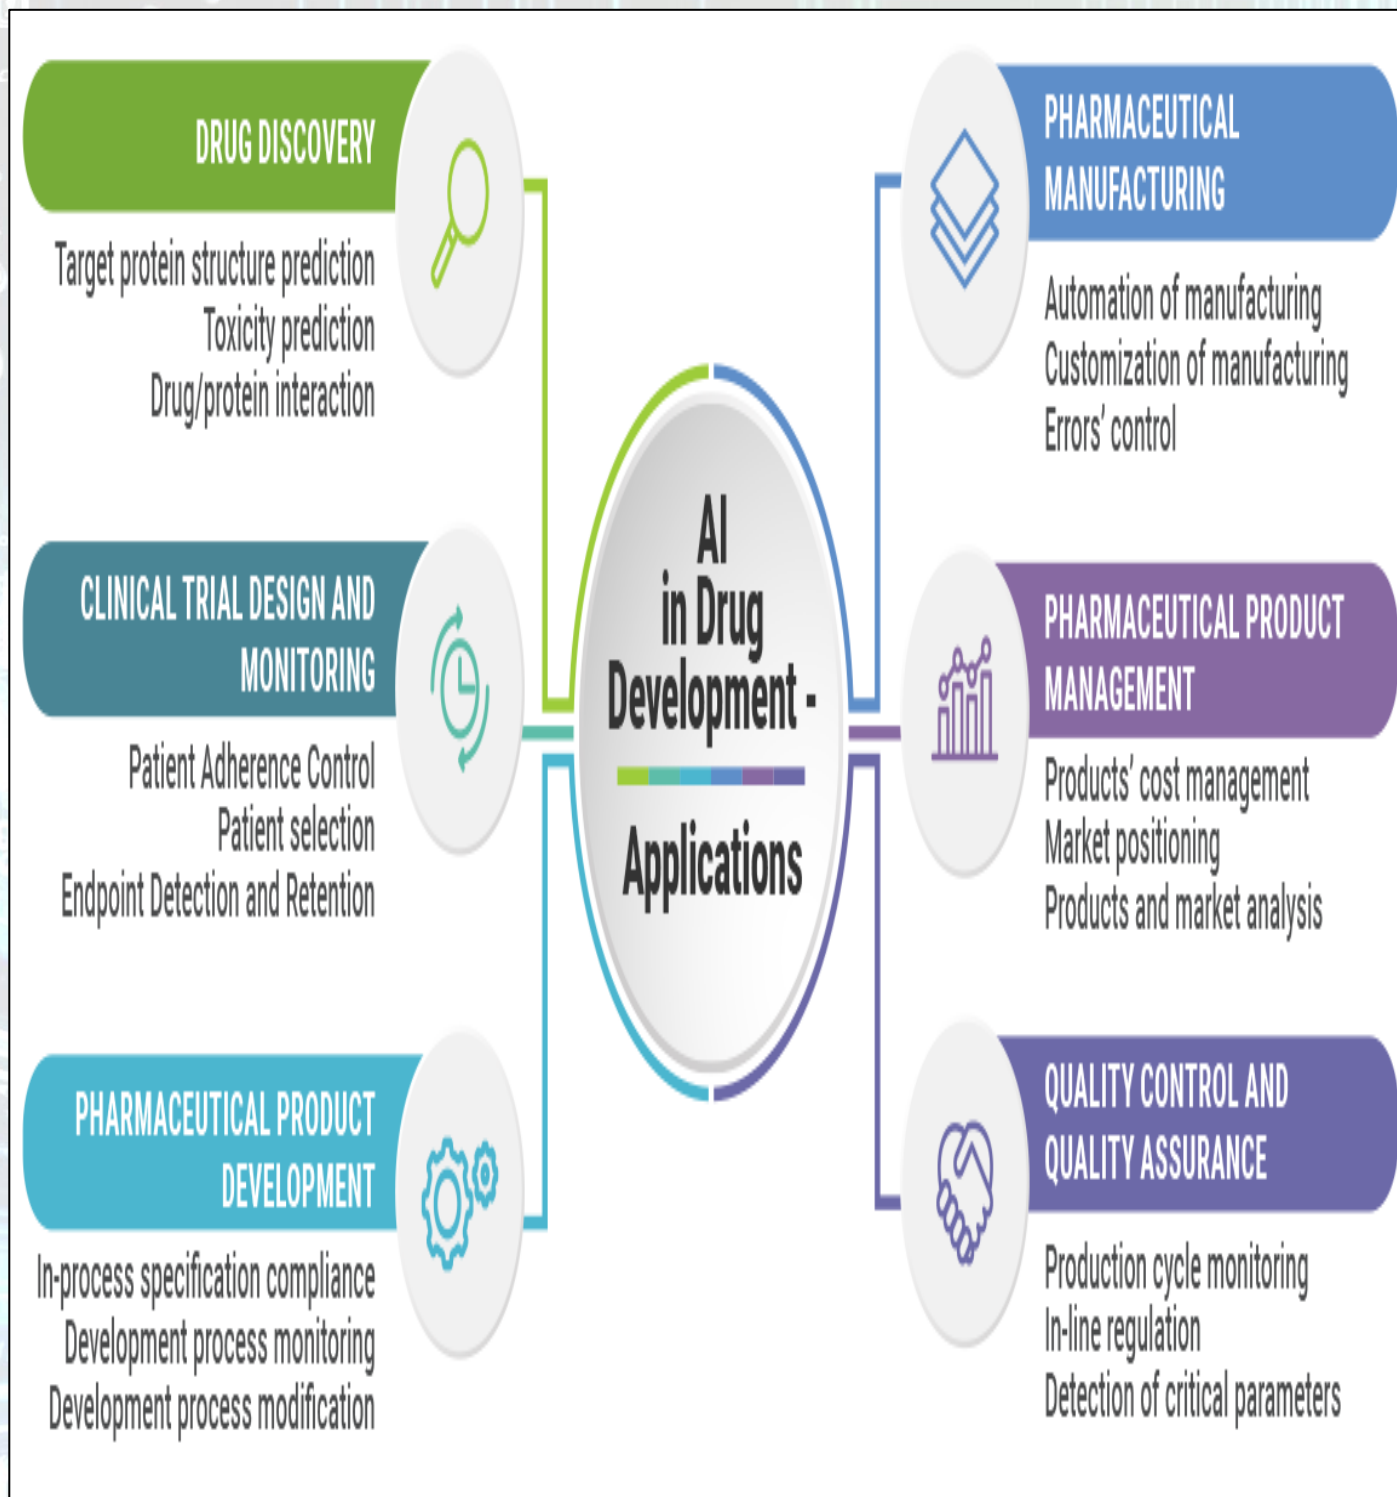 DRUG DISCOVERY
Target protein structure prediction
Toxicity prediction
Drug/protein interaction
CLINICAL TRIAL DESIGN AND
MONITORING
Patient Adherence Control
Patient selection
Endpoint Detection and Retention
PHARMACEUTICAL PRODUCT
DEVELOPMENT
In-process specification compliance
Development process monitoring
Development process modification
AI
in Drug
Development -
Applications
PHARMACEUTICAL
MANUFACTURING
Automation of manufacturing
Customization of manufacturing
Errors’ control
PHARMACEUTICAL PRODUCT
MANAGEMENT
Products’ cost management
Market positioning
Products and market analysis
QUALITY CONTROL AND
QUALITY ASSURANCE
Production cycle monitoring
In-line regulation
Detection of critical parameters